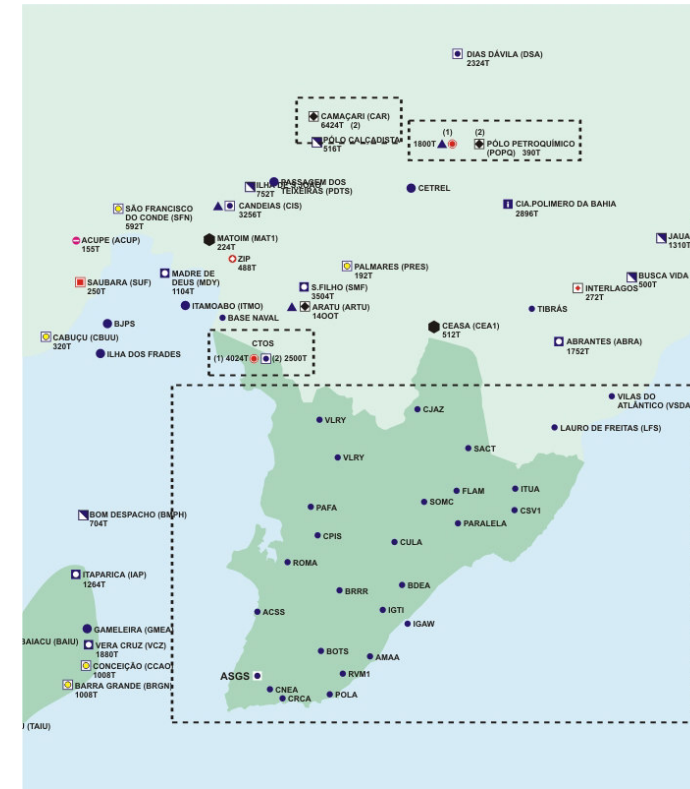 DIAS DÁVILA (DSA)
2324T
CAMAÇARI (CAR)
6424T (2)
PÓLO CALÇADISTA
516T
(1) (2)
1800T
PÓLO PETROQUÍMICO
(POPQ) 390T
ILHA DE S JOÃO
752T
PASSAGEM DOS
TEIXEIRAS (PDTS)
CETREL
CANDEIAS (CIS)
3256T
CIA.POLIMERO DA BAHIA
2896T
SÃO FRANCISCO
DO CONDE (SFN)
592T
ACUPE (ACUP)
155T
MATOIM (MAT1)
224T
JAUA
1310T
ZIP
488T
PALMARES (PRES)
192T
MADRE DE
DEUS (MDY)
1104T
SAUBARA (SUF)
250T
S.FILHO (SMF)
3504T
BUSCA VIDA
500T
INTERLAGOS
272T
ITAMOABO (ITMO)
ARATU (ARTU)
14OOT
TIBRÁS
BASE NAVAL
BJPS
CEASA (CEA1)
512T
CABUÇU (CBUU)
320T
ILHA DOS FRADES
ABRANTES (ABRA)
1752T
CTOS
(1) 4024T (2) 2500T
VILAS DO
ATLÂNTICO (VSDA
CJAZ
VLRY
LAURO DE FREITAS (LFS)
SACT
VLRY
FLAM
ITUA
SOMC
PAFA
CSV1
PARALELA
BOM DESPACHO (BMPH)
704T
CPIS
CULA
ROMA
ITAPARICA (IAP)
1264T
BDEA
BRRR
ACSS
IGTI
IGAW
GAMELEIRA (GMEA)
BAIACU (BAIU)
VERA CRUZ (VCZ)
1880T
BOTS
AMAA
CONCEIÇÃO (CCAO)
1008T
ASGS
RVM1
BARRA GRANDE (BRGN)
1008T
CNEA
CRCA
POLA
(TAIU)